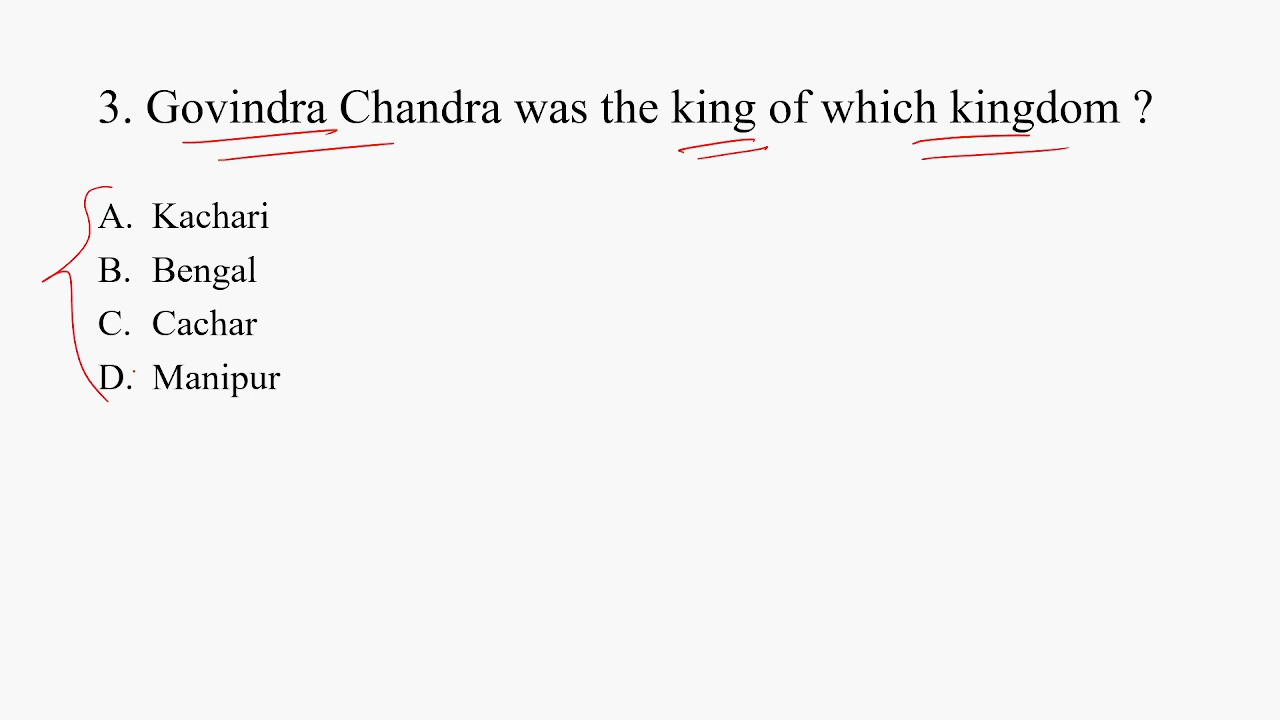 3. Govindra Chandra was the king of which kingdom ?
A. Kachari
B. Bengal
C. Cachar
D. Manipur